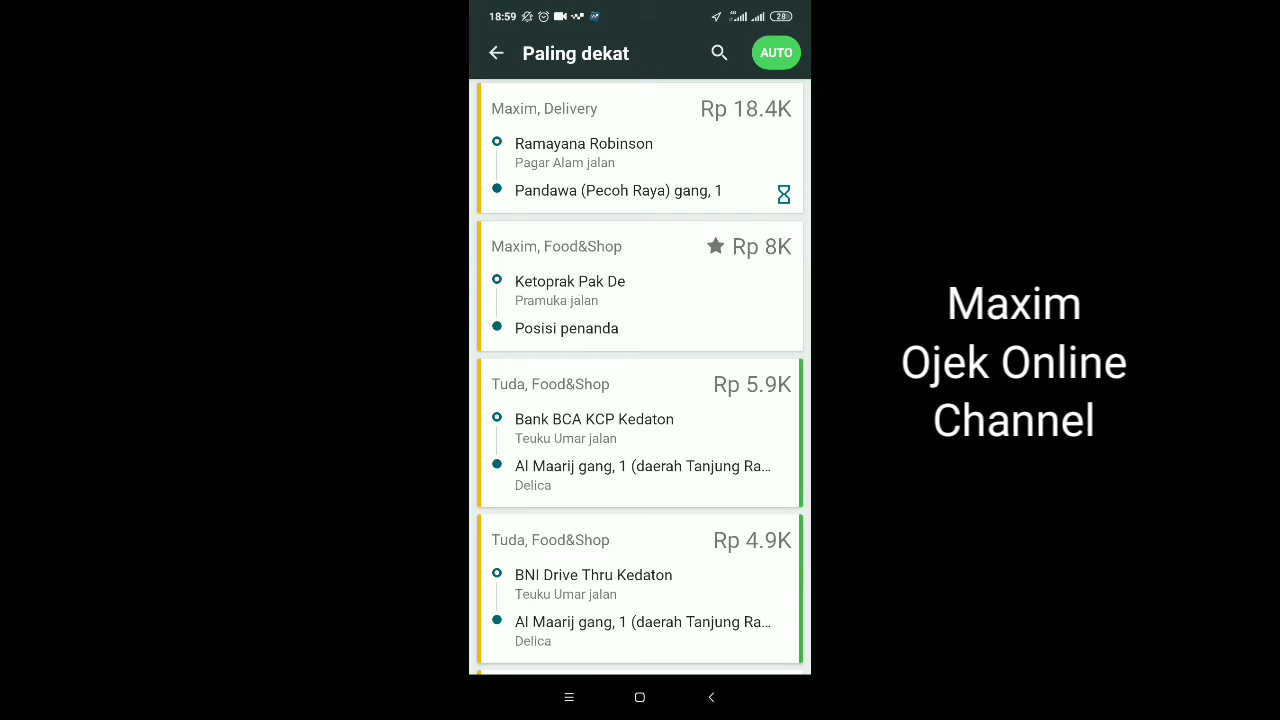 18:59
28
Paling dekat
AUTO
Maxim, Delivery
Rp 18.4K
Ramayana Robinson
Pagar Alam jalan
Pandawa (Pecoh Raya) gang, 1
Maxim, Food&Shop
Rp 8K
Ketoprak Pak De
Pramuka jalan
Posisi penanda
Tuda, Food&Shop
Rp 5.9K
Bank BCA KCP Kedaton
Teuku Umar jalan
Al Maarij gang, 1 (daerah Tanjung Ra...
Delica
Tuda, Food&Shop
Rp 4.9K
BNI Drive Thru Kedaton
Teuku Umar jalan
Al Maarij gang, 1 (daerah Tanjung Ra...
Delica
Maxim
Ojek Online
Channel